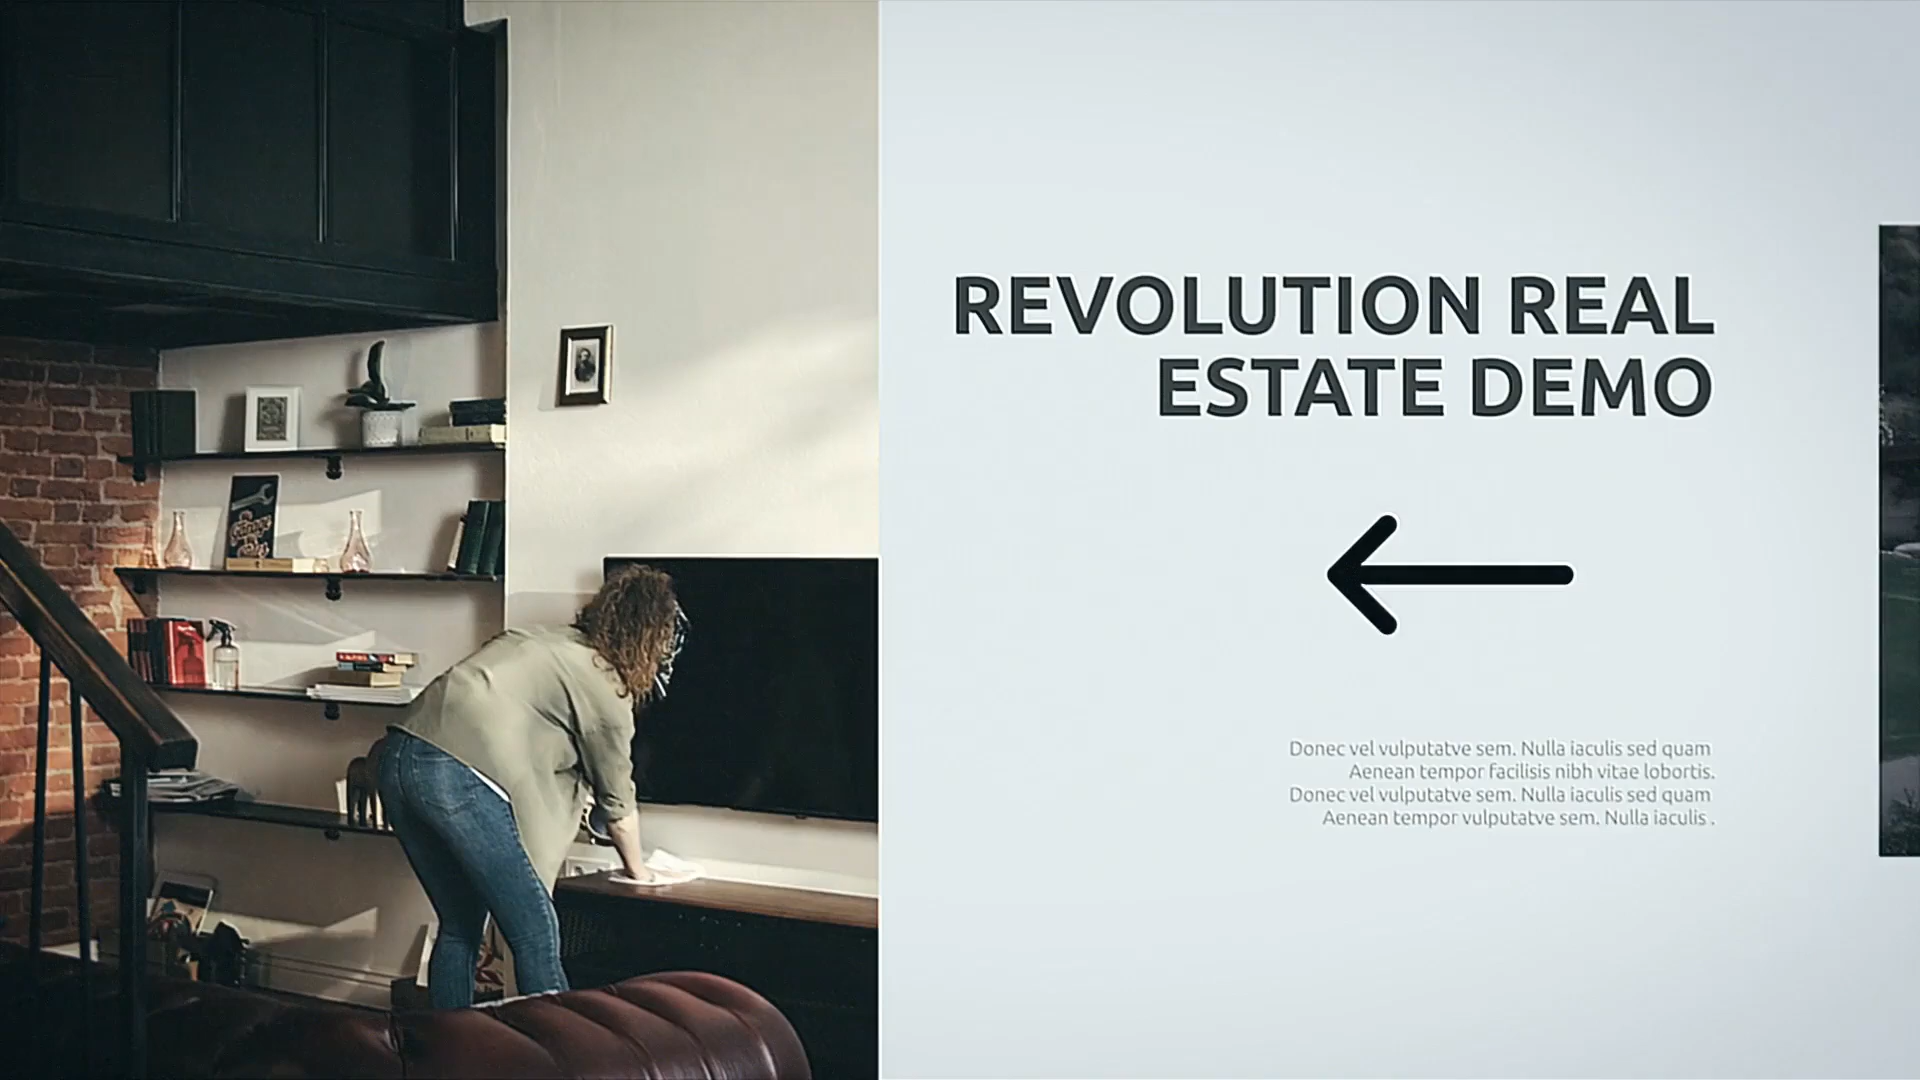 REVOLUTION REAL
ESTATE DEMO
Donec vel vulputatve sem. Nulla iaculis sed quam
Aenean tempor facilisis nibh vitae lobortis.
Donec vel vulputatve sem. Nulla iaculis sed quam
Aenean tempor vulputatve sem. Nulla iaculis .